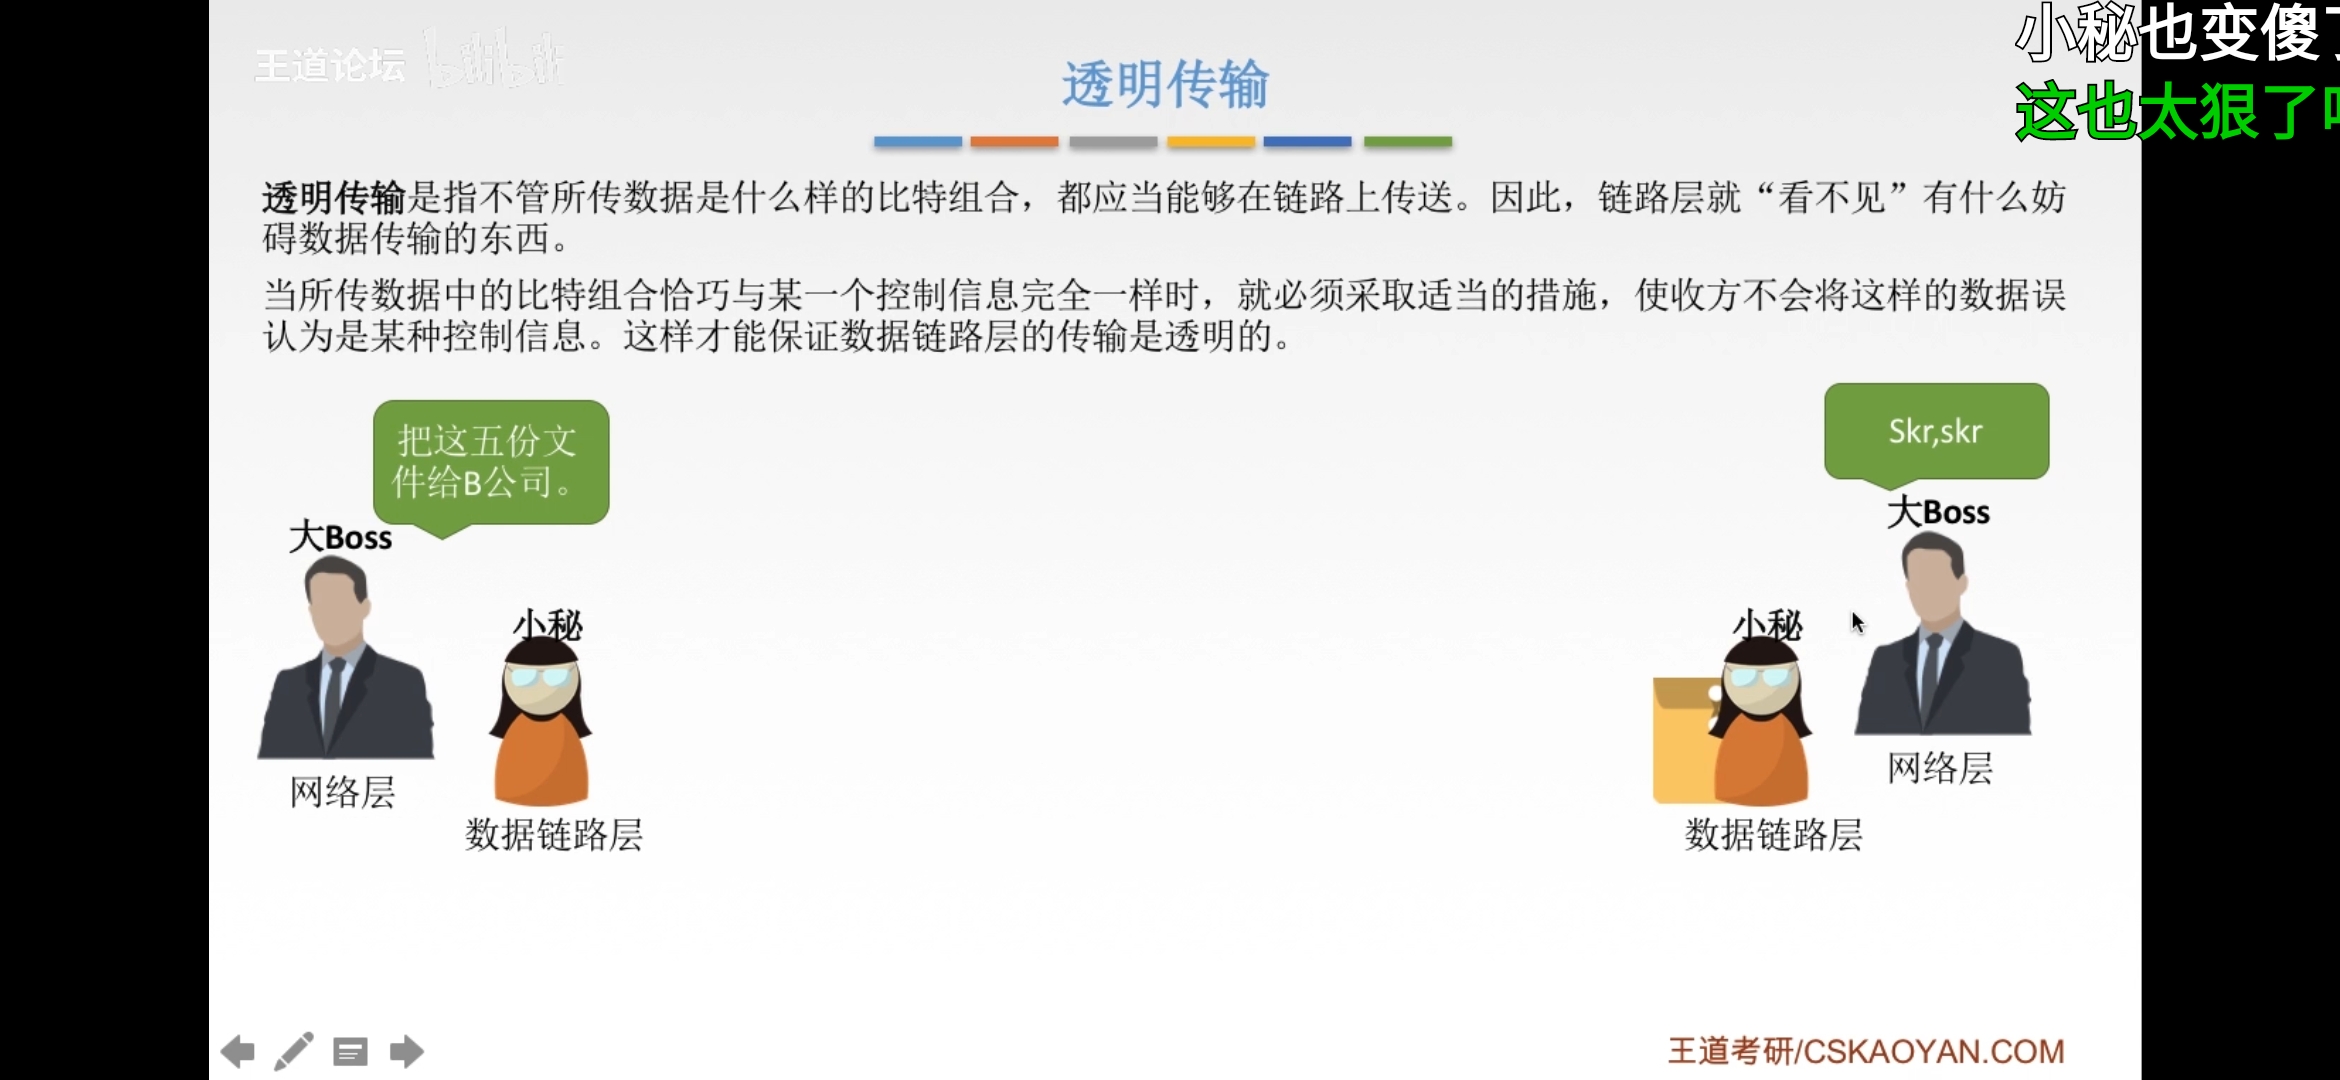 小秘也变傻了
这也太狠了
王道论坛 bilibili
透明传输
透明传输是指不管所传数据是什么样的比特组合，都应当能够在链路上传送。因此，链路层就“看不见”有什么妨
碍数据传输的东西。
当所传数据中的比特组合恰巧与某一个控制信息完全一样时，就必须采取适当的措施，使收方不会将这样的数据误
认为是某种控制信息。这样才能保证数据链路层的传输是透明的。
把这五份文
件给B公司。
大Boss
小秘
网络层
数据链路层
Skr,skr
大Boss
小秘
网络层
数据链路层
王道考研/CSKAOYAN.COM